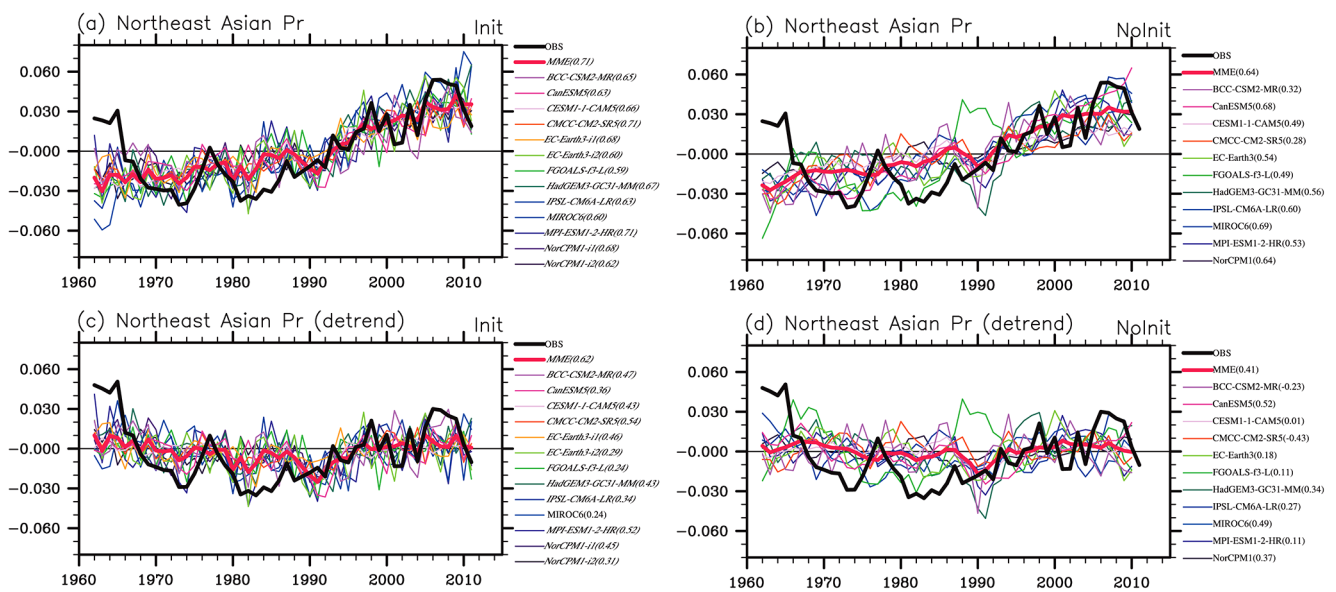 (a) Northeast Asian Pr
Init
0.060
0.030
-0.000
-0.030
-0.060
1960 1970 1980 1990 2000 2010
OBS
MME(0.71)
BCC-CSM2-MR(0.65)
CanESM5(0.63)
CESM1-1-CAM5(0.66)
CMCC-CM2-SR5(0.71)
EC-Earth3-i1(0.68)
EC-Earth3-i2(0.60)
FGOALS-f3-L(0.59)
HadGEM3-GC31-MM(0.67)
IPSL-CM6A-LR(0.63)
MIROC6(0.60)
MPI-ESM1-2-HR(0.71)
NorCPM1-i1(0.68)
NorCPM1-i2(0.62)
(b) Northeast Asian Pr
NoInit
0.060
0.030
-0.000
-0.030
-0.060
1960 1970 1980 1990 2000 2010
OBS
MME(0.64)
BCC-CSM2-MR(0.32)
CanESM5(0.68)
CESM1-1-CAM5(0.49)
CMCC-CM2-SR5(0.28)
EC-Earth3(0.54)
FGOALS-f3-L(0.49)
HadGEM3-GC31-MM(0.56)
IPSL-CM6A-LR(0.60)
MIROC6(0.69)
MPI-ESM1-2-HR(0.53)
NorCPM1(0.64)
(c) Northeast Asian Pr (detrend)
Init
0.060
0.030
-0.000
-0.030
-0.060
1960 1970 1980 1990 2000 2010
OBS
MME(0.62)
BCC-CSM2-MR(0.47)
CanESM5(0.36)
CESM1-1-CAM5(0.43)
CMCC-CM2-SR5(0.54)
EC-Earth3-i1(0.46)
EC-Earth3-i2(0.29)
FGOALS-f3-L(0.24)
HadGEM3-GC31-MM(0.43)
IPSL-CM6A-LR(0.34)
MIROC6(0.24)
MPI-ESM1-2-HR(0.52)
NorCPM1-i1(0.45)
NorCPM1-i2(0.31)
(d) Northeast Asian Pr (detrend)
NoInit
0.060
0.030
-0.000
-0.030
-0.060
1960 1970 1980 1990 2000 2010
OBS
MME(0.41)
BCC-CSM2-MR(-0.23)
CanESM5(0.52)
CESM1-1-CAM5(0.01)
CMCC-CM2-SR5(-0.43)
EC-Earth3(0.18)
FGOALS-f3-L(0.11)
HadGEM3-GC31-MM(0.34)
IPSL-CM6A-LR(0.27)
MIROC6(0.49)
MPI-ESM1-2-HR(0.11)
NorCPM1(0.37)